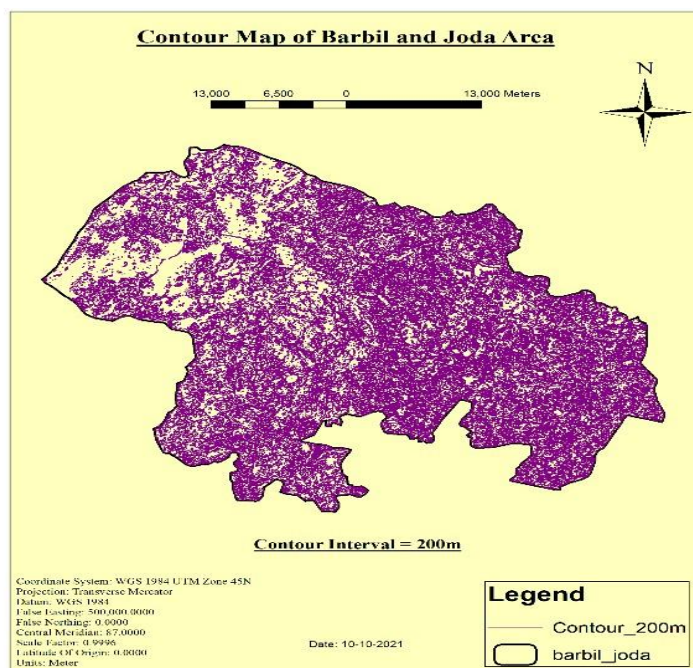 Contour Map of Barbil and Joda Area
N
13,000 6,500 0 13,000 Meters
Contour Interval = 200m
Coordinate System: WGS 1984 UTM Zone 45N
Projection: Transverse Mercator
Datum: WGS 1984
False Easting: 500,000.0000
False Northing: 0.0000
Central Meridian: 87.0000
Scale Factor: 0.9996
Latitude Of Origin: 0.0000
Units: Meter
Date: 10-10-2021
Legend
Contour_200m
barbil_joda